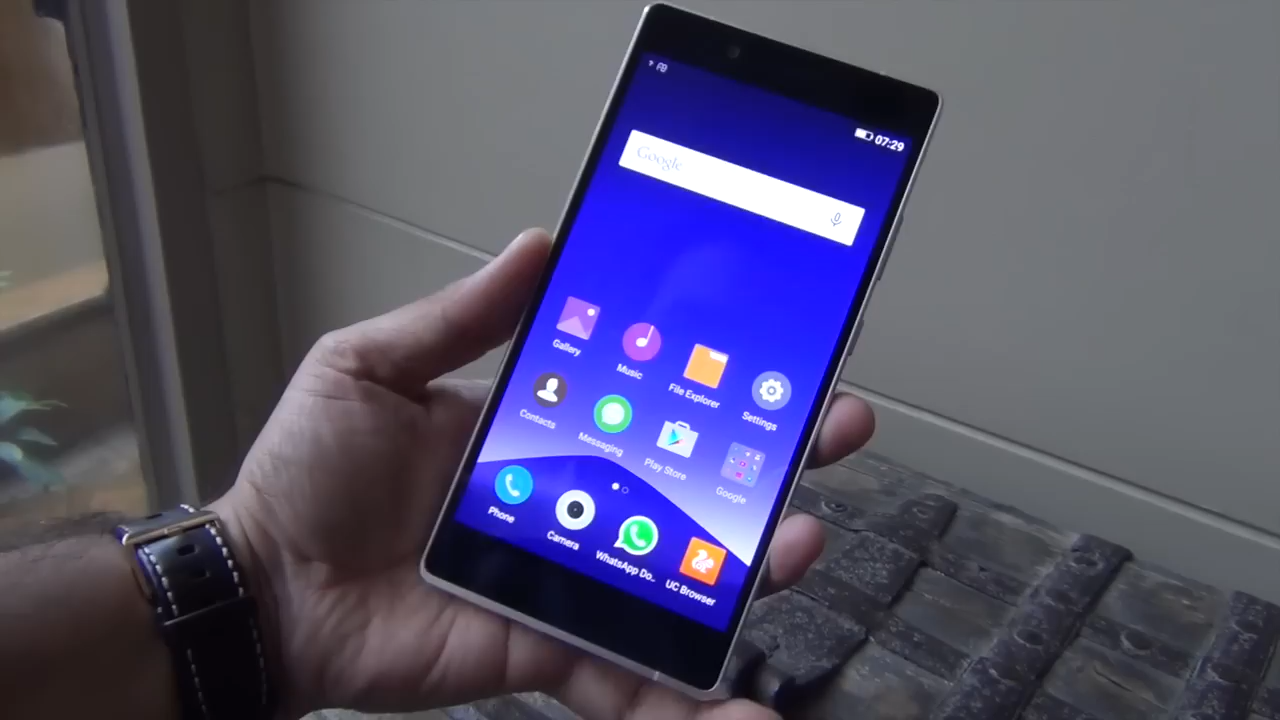 07:29
Google
Gallery
Music
File Explorer
Settings
Contacts
Messaging
Play Store
Google
Phone
Camera
WhatsApp Do..
UC Browser